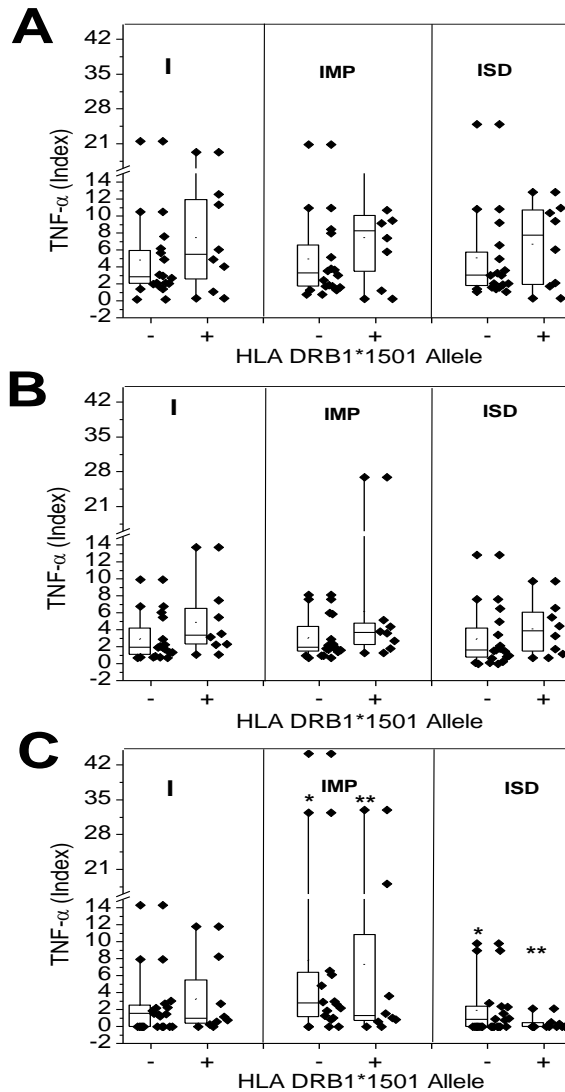 A
I IMP ISD
42
35
28
21
14
12
10
8
6
4
2
0
-2
TNF-α (Index)
- + - + - +
HLA DRB1*1501 Allele
B
I IMP ISD
42
35
28
21
14
12
10
8
6
4
2
0
-2
TNF-α (Index)
- + - + - +
HLA DRB1*1501 Allele
C
I IMP ISD
* **
* **
42
35
28
21
14
12
10
8
6
4
2
0
-2
TNF-α (Index)
- + - + - +
HLA DRB1*1501 Allele